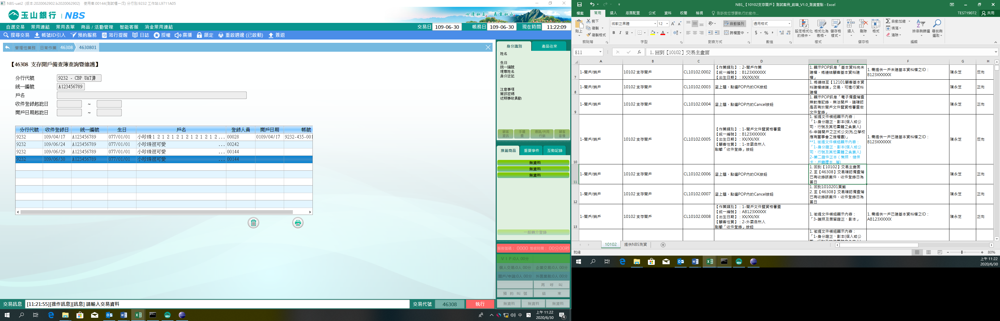 NBS-uat2 (版本:2020062902.b2020062902) 使用者:00144(測試櫃一戊) 分行別:9232 工作站:L9711A05
玉山銀行 | NBS
心清如玉，義重如山
自選交易 常用連結 常用表單 商品 / 活動管理 智能客服 消金常用連結
交易日 109-06-30 帳務日 109-06-30 現在時間 11:22:09
搜尋交易 帳號ID引入 預約服務 蒞行提醒 日誌 授權 廣播 鎖定 重啟週邊 (已啟動) 簽退
管理性業務 日常作業 46308 4630801
【46308 支存開戶備查簿查詢暨維護】
分行代號 9232 - CBP UAT測
統一編號 A123456789
戶名
收件登錄起訖日 ~
開戶日期起訖日 ~
分行代號 收件登錄日 統一編號 生日 戶名 登錄人員 開戶日期 帳號
9232 109/04/17 A123456789 077/01/01 小珍珠１２１２１２１２１２１２１２... 00028 0109/04/17 9232-435-001
9232 109/06/24 A123456789 077/01/01 小珍珠很可愛 ... 00242
9232 109/06/29 A123456789 077/01/01 小珍珠很可愛 ... 00144
9232 109/06/30 A123456789 077/01/01 小珍珠很可愛 ... 00144
身分識別 產品往來
姓名
生日
統一編號
理專姓名
身分註記
注意事項
簡訊密碼
近期事故異動
顧客資訊 手續費 通路/共同行銷 顧客影像
推薦商品 重要事件 互動記錄
無資料
無資料
無資料
一般轉介登錄
服務號碼： 0000 等候時間： 00分00秒
V I P:0人 00分
個人交易:0人 00分 企業交易:0人 00分
開戶/申請:0人 00分 外匯業務:0人 00分
再 呼 叫
預 約 叫 號 結 束
無資料 無資料 無資料
交易訊息 [11:21:55][操作訊息][訊息] 請輸入交易資料 交易代號 46308 執行
中 上午 11:22
2020/6/30
4
NBS_【10102支存開戶】測試案例_前端_V1.0_測資盤點 - Excel
檔案 常用 插入 版面配置 公式 資料 校閱 檢視 告訴我您想要執行的動作... TEST19072 共用
貼上 剪下 複製 複製格式 剪貼簿
微軟正黑體 12 B I U 字型
自動換列 跨欄置中 對齊方式
通用格式 $ % , 數值
設定格式化的條件 格式化為表格 儲存格樣式 樣式
插入 刪除 格式 儲存格
自動加總 填滿 清除 排序與篩選 尋找與選取 編輯
E11 fx 1. 回到【10102】交易主畫面
A B C D E F G H
7 1-開戶/銷戶 10102 支存開戶 CL10102.0002
【作業類別】：2-開戶作業
【統一編號】：B123XXXXXX
【出生日期】：XX/XX/XX
1. 顯示POP訊息「基本資料尚未建檔，將連結顧客基本資料建檔」
1. 需提供一戶未建基本資料檔之ID：
B123XXXXXX
陳永芝 反向
8 1-開戶/銷戶 10102 支存開戶 CL10102.0003 呈上題，點選POP內的OK按鈕
1. 將連結至【12101顧客基本資料建檔維護】交易，可進行資料建檔
陳永芝 正向
9 1-開戶/銷戶 10102 支存開戶 CL10102.0004 呈上題，點選POP內的Cancel按鈕
1. 顯示POP訊息「電子備查簿查無對應記錄，無法開戶，請確認是否有於開戶文件暨資格審查做文件登錄」
陳永芝 正向
10 1-開戶/銷戶 10102 支存開戶 CL10102.0005
【作業類別】：1-開戶文件暨資格審查
【統一編號】：B123XXXXXX
【出生日期】：XX/XX/XX
【顧客性質】：1-本國自然人
點擊「收件登錄」按鈕
1. 徵提文件模組顯示內容：
「1-身分證正、影本(個人或公司、行號及其他團體之負責人)
6-申請開戶之正式公文(私立學校應有董事會之授權書)」
**1. 徵提文件模組顯示內容：
「1-身分證正、影本(個人或公司、行號及其他團體之負責人)
2-第二證件正本（駕照、健保卡、戶籍謄本...等)
1. 需提供一戶已建基本資料檔之ID：
B123XXXXXX
陳永芝 反向
11 1-開戶/銷戶 10102 支存開戶 CL10102.0006 呈上題，點選POP內的OK按鈕
1. 回到【10102】交易主畫面
2. 至【46308】交易確認備查簿已有收錄該案件，收件登錄日為當日
陳永芝 正向
12 1-開戶/銷戶 10102 支存開戶 CL10102.0007 呈上題，點選POP內的Cancel按鈕
1. 回到1010201頁籤
2. 至【46308】交易確認備查簿已有收錄該案件，收件登錄日為當日
陳永芝 正向
13 1-開戶/銷戶 10102 支存開戶 CL10102.0008
【作業類別】：1-開戶文件暨資格審查
【統一編號】：AB123XXXXX
【出生日期】：XX/XX/XX
【顧客性質】：2-外國自然人
點擊「收件登錄」按鈕
1. 徵提文件模組顯示內容：
「3-護照及居留證正、影本」
1. 需提供一戶已建基本資料檔之ID：
AB123XXXXX
陳永芝 正向
1. 徵提文件模組顯示內容：
「1-身分證正、影本(個人或公
10102 提供NBS測資
就緒 80%
上午 11:22
2020/6/30